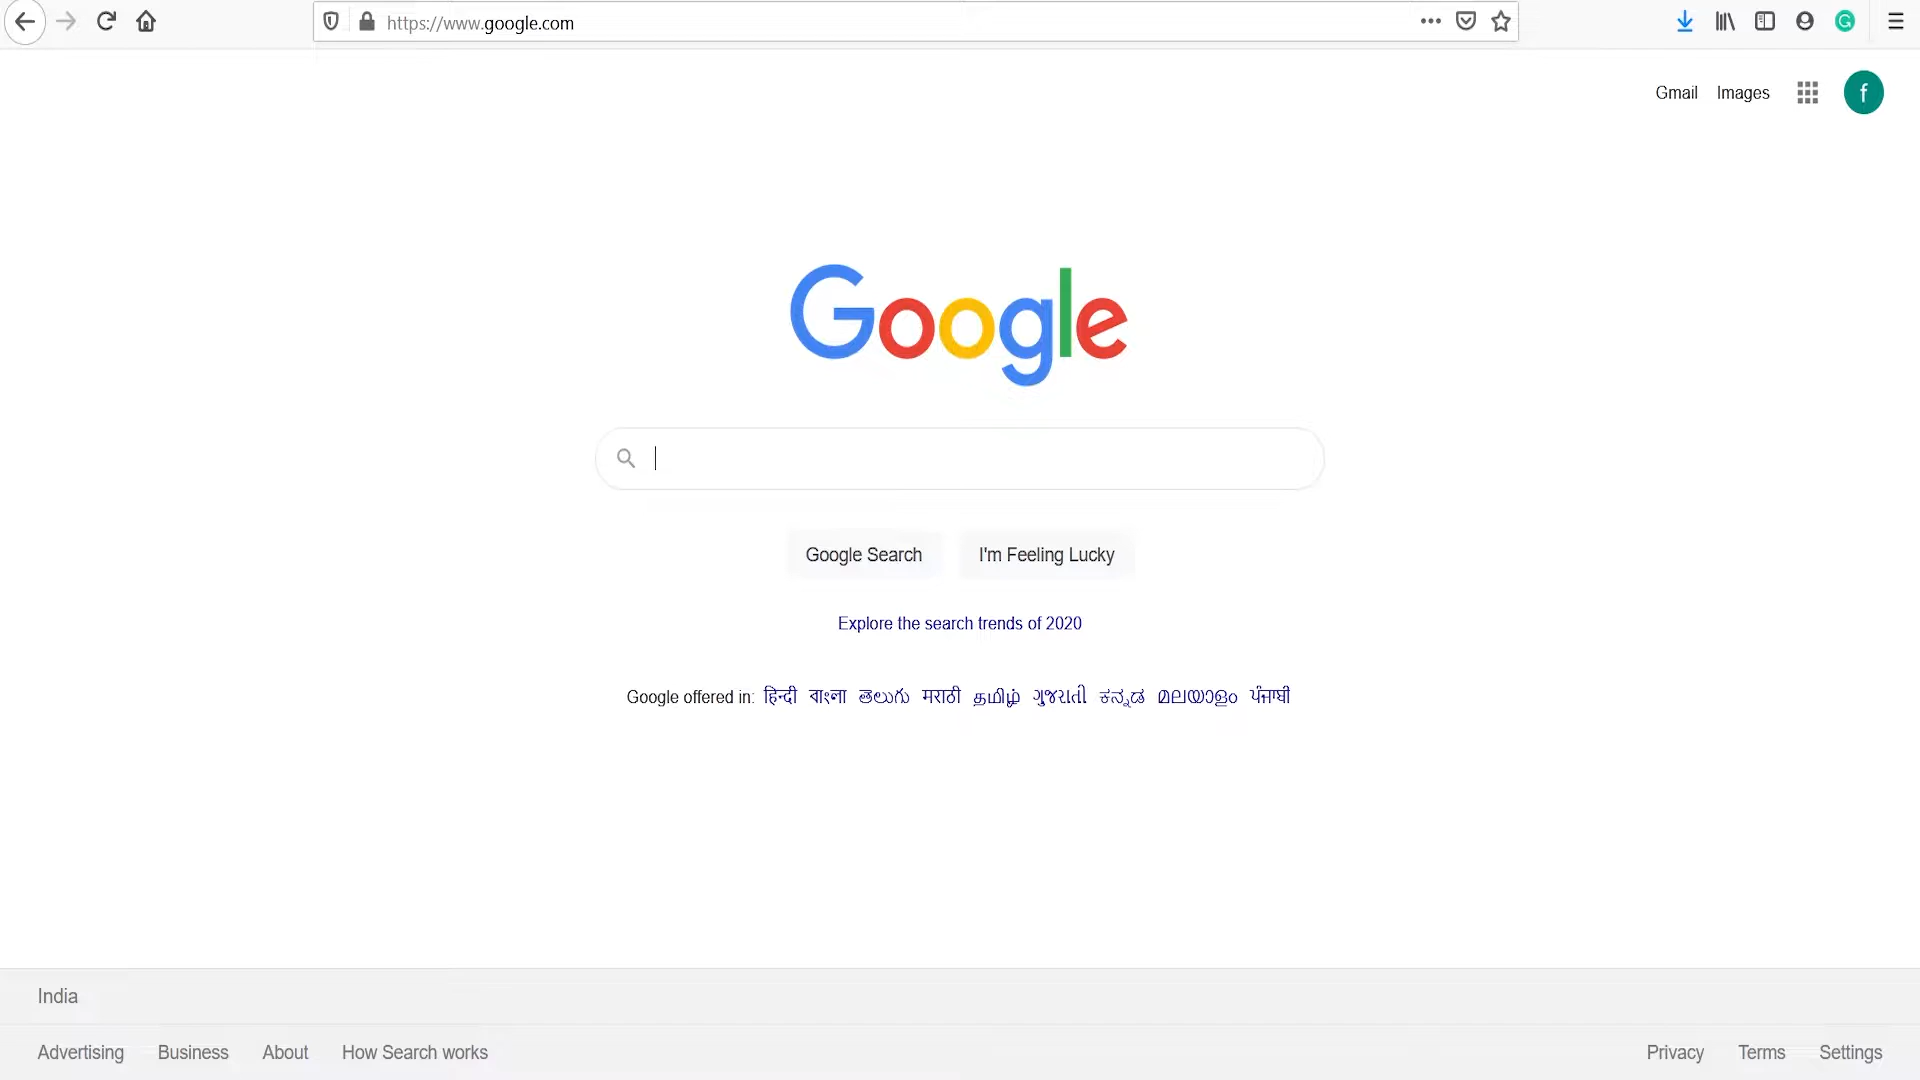 https://www.google.com
Gmail Images
f
Google
Google Search I'm Feeling Lucky
Explore the search trends of 2020
Google offered in: हिन्दी বাংলা తెలుగు मराठी தமிழ் ગુજરાતી ಕನ್ನಡ മലയാളം ਪੰਜਾਬੀ
India
Advertising Business About How Search works Privacy Terms Settings